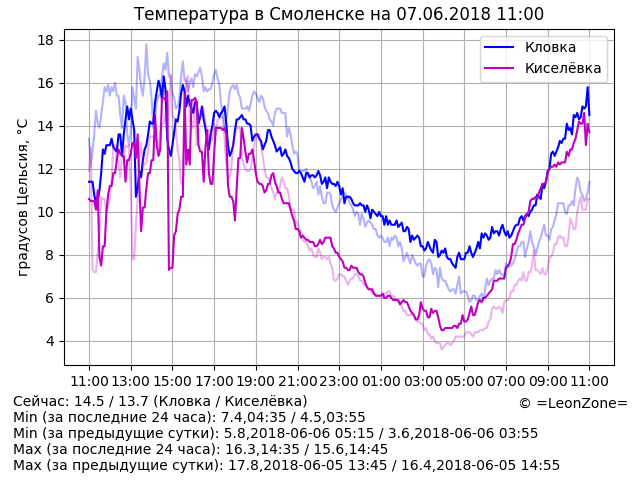 Температура в Смоленске на 07.06.2018 11:00
Кловка
Киселёвка
градусов Цельсия, °C
18
16
14
12
10
8
6
4
11:00 13:00 15:00 17:00 19:00 21:00 23:00 01:00 03:00 05:00 07:00 09:00 11:00
Сейчас: 14.5 / 13.7 (Кловка / Киселёвка)
© =LeonZone=
Min (за последние 24 часа): 7.4,04:35 / 4.5,03:55
Min (за предыдущие сутки): 5.8,2018-06-06 05:15 / 3.6,2018-06-06 03:55
Max (за последние 24 часа): 16.3,14:35 / 15.6,14:45
Max (за предыдущие сутки): 17.8,2018-06-05 13:45 / 16.4,2018-06-05 14:55